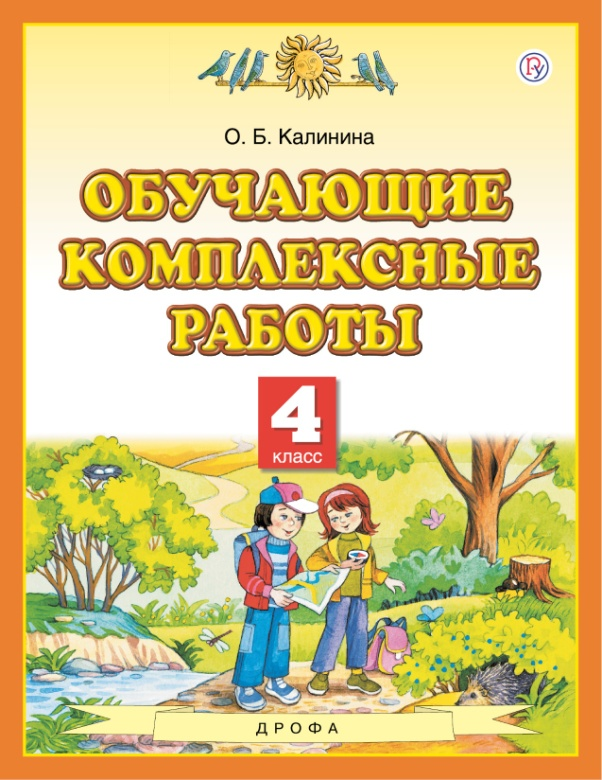 О. Б. Калинина
ОБУЧАЮЩИЕ
КОМПЛЕКСНЫЕ
РАБОТЫ
4
класс
ДРОФА